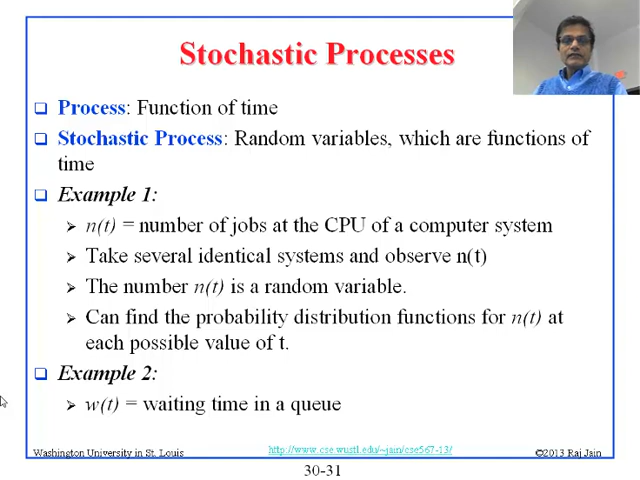 Stochastic Processes
Process: Function of time
Stochastic Process: Random variables, which are functions of
time
Example 1:
n(t) = number of jobs at the CPU of a computer system
Take several identical systems and observe n(t)
The number n(t) is a random variable.
Can find the probability distribution functions for n(t) at
each possible value of t.
Example 2:
w(t) = waiting time in a queue
Washington University in St. Louis
http://www.cse.wustl.edu/~jain/cse567-13/
©2013 Raj Jain
30-31